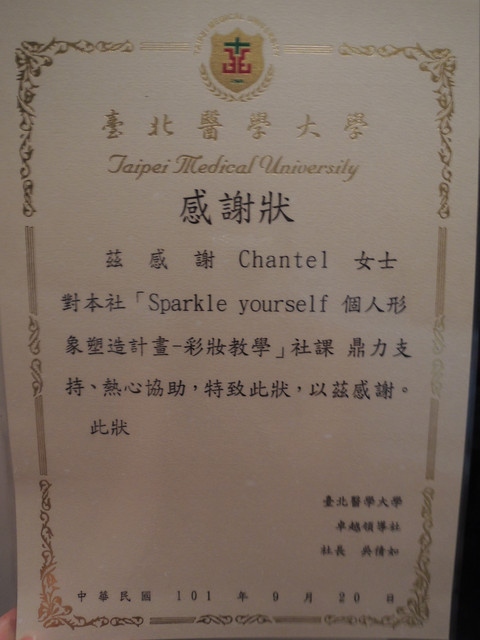 臺北醫學大學
Taipei Medical University
感謝狀
茲感謝 Chantel 女士
對本社「Sparkle yourself 個人形
象塑造計畫-彩妝教學」社課 鼎力支
持、熱心協助，特致此狀，以茲感謝。
此狀
臺北醫學大學
卓越領導社
社長 吳倩如
中華民國 101 年 9 月 20 日